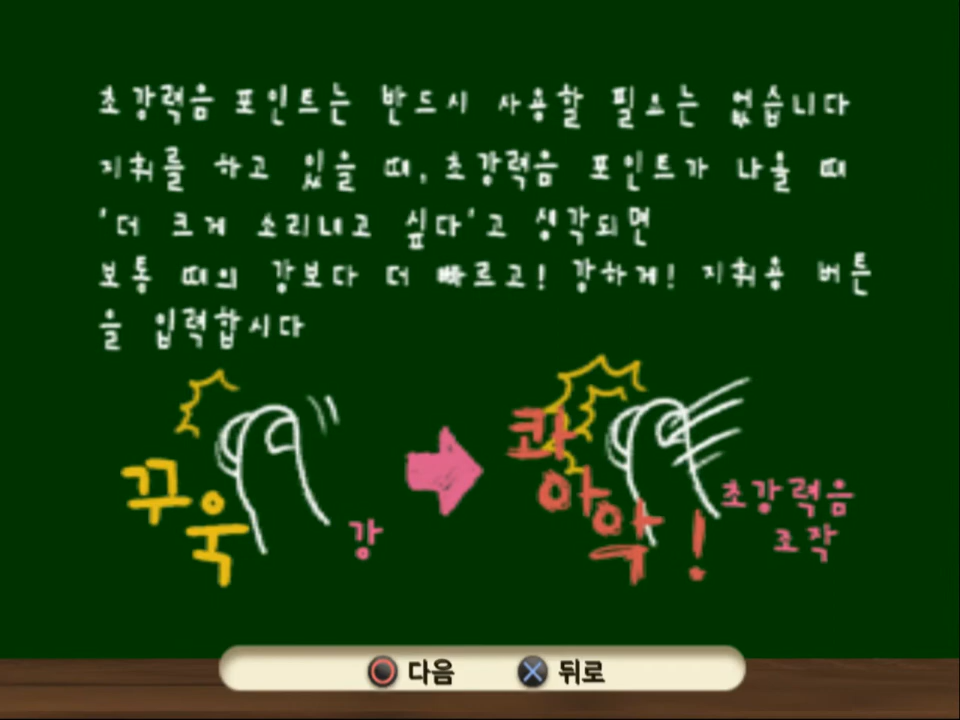 초강력음 포인트는 반드시 사용할 필요는 없습니다
지휘를 하고 있을 때, 초강력음 포인트가 나올 때
'더 크게 소리내고 싶다'고 생각되면
보통 때의 강보다 더 빠르고! 강하게! 지휘용 버튼
을 입력합시다
꾸
욱
강
콰
아
악!
초강력음
조작
다음 뒤로